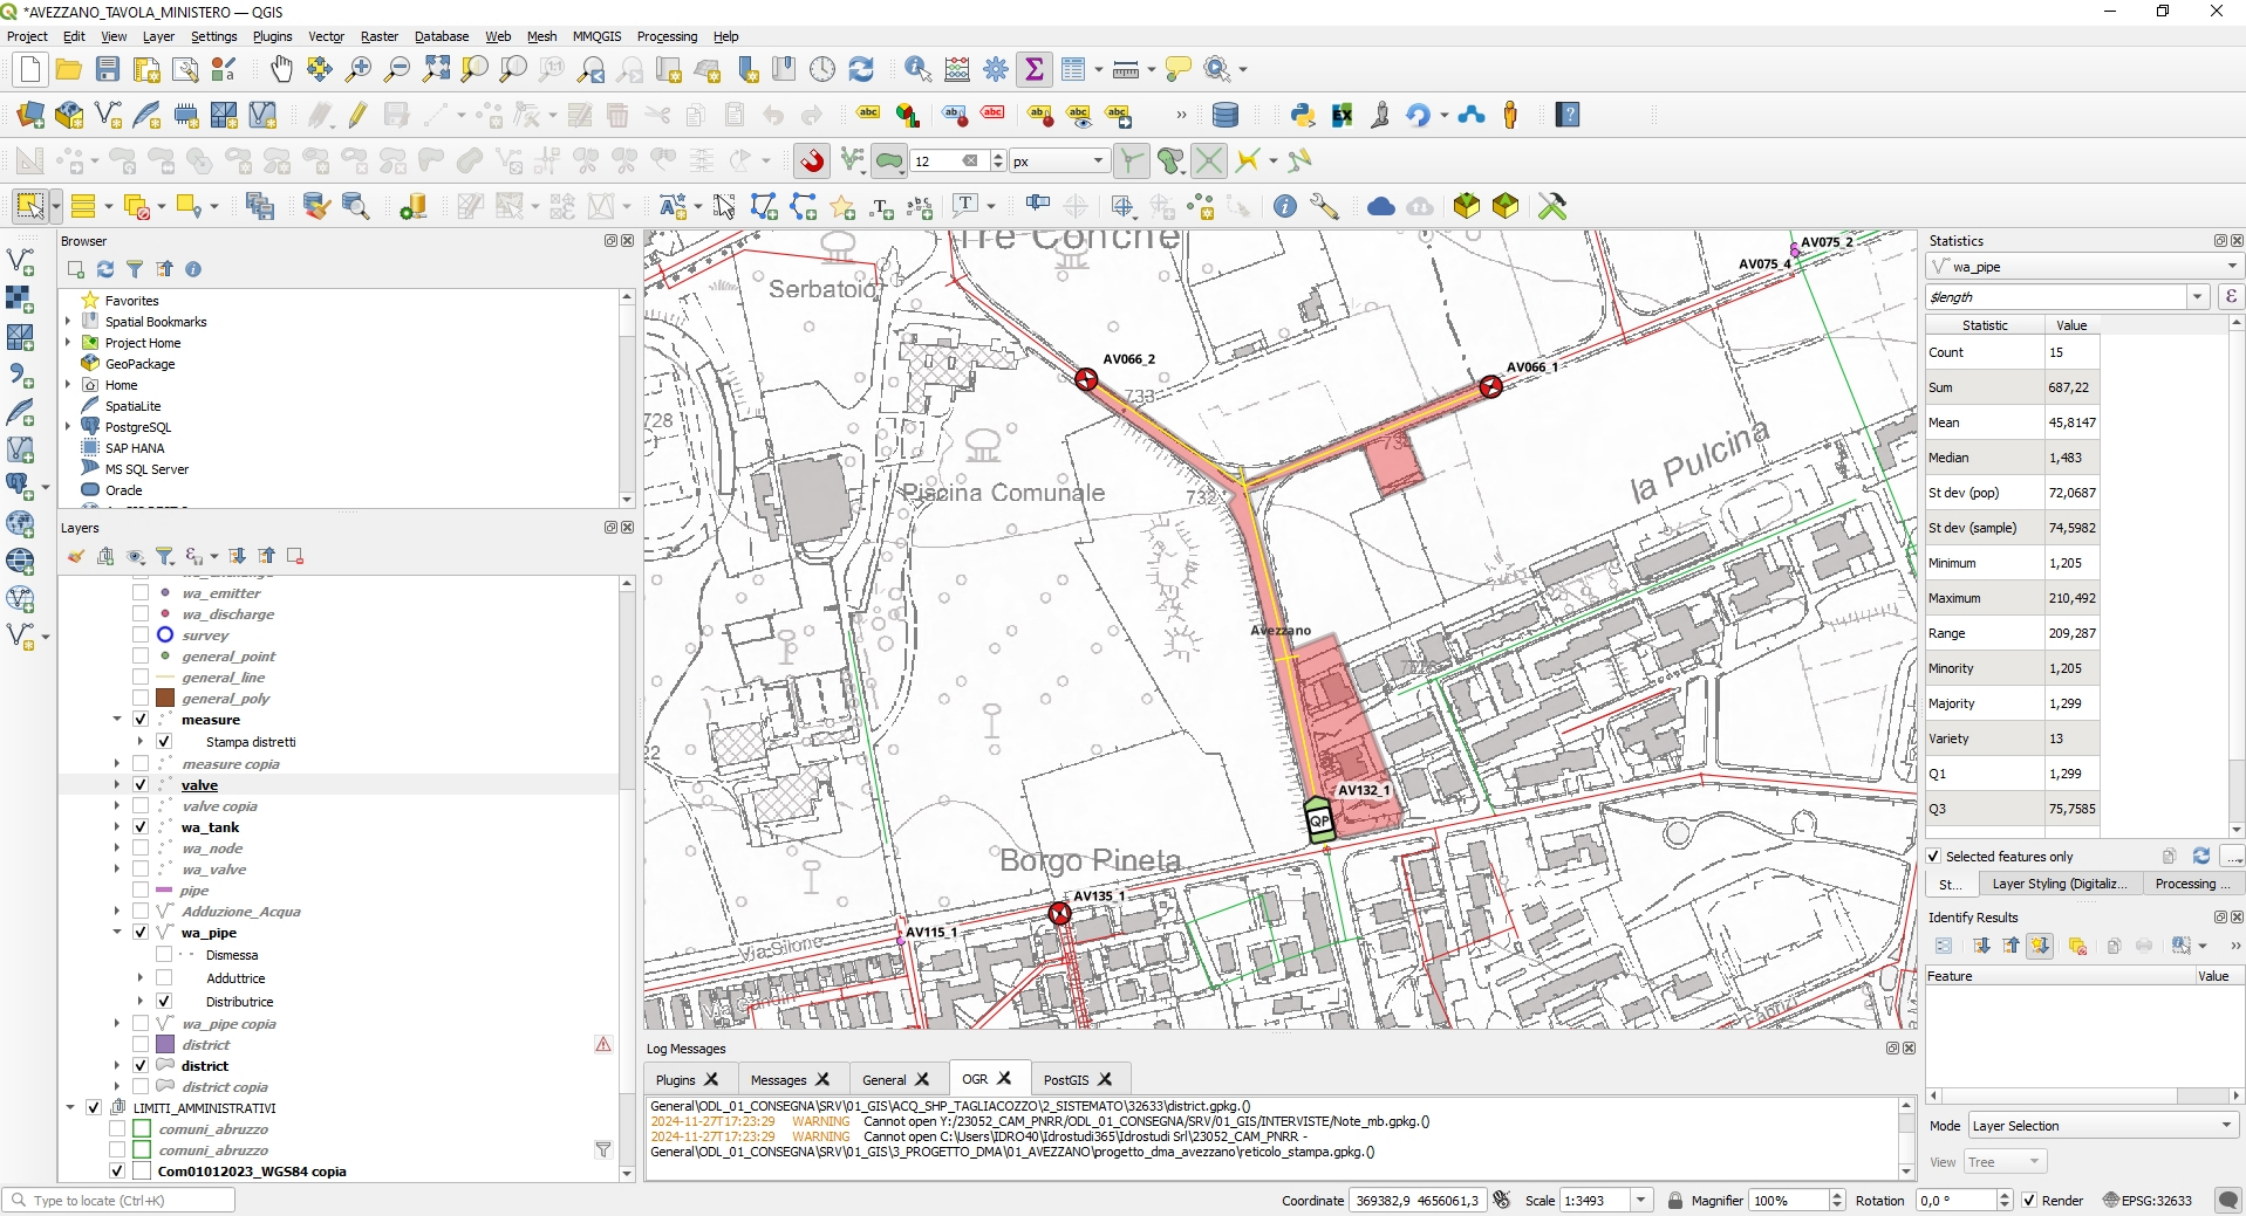 *AVEZZANO_TAVOLA_MINISTERO — QGIS
Project Edit View Layer Settings Plugins Vector Raster Database Web Mesh MMQGIS Processing Help
12 px
Browser
Favorites
Spatial Bookmarks
Project Home
GeoPackage
Home
SpatiaLite
PostgreSQL
SAP HANA
MS SQL Server
Oracle
Layers
wa_emitter
wa_discharge
survey
general_point
general_line
general_poly
measure
Stampa distretti
measure copia
valve
valve copia
wa_tank
wa_node
wa_valve
pipe
Adduzione_Acqua
wa_pipe
Dismessa
Adduttrice
Distributrice
wa_pipe copia
district
district
district copia
LIMITI_AMMINISTRATIVI
comuni_abruzzo
comuni_abruzzo
Com01012023_WGS84 copia
Type to locate (Ctrl+K)
Tre Conche
Serbatoio
AV075_2
AV075_4
AV066_2
AV066_1
733
728
734
la Pulcina
Piscina Comunale
732
Avezzano
22
AV132_1
QP
Borgo Pineta
AV135_1
AV115_1
Via Silone
Log Messages
Plugins Messages General OGR PostGIS
General\ODL_01_CONSEGNA\SRV\01_GIS\ACQ_SHP_TAGLIACOZZO\2_SISTEMATO\32633\district.gpkg.()
2024-11-27T17:23:29 WARNING Cannot open Y:/23052_CAM_PNRR/ODL_01_CONSEGNA/SRV/01_GIS/INTERVISTE/Note_mb.gpkg.()
2024-11-27T17:23:29 WARNING Cannot open C:\Users\IDRO40\Idrostudi365\Idrostudi Srl\23052_CAM_PNRR -
General\ODL_01_CONSEGNA\SRV\01_GIS\3_PROGETTO_DMA\01_AVEZZANO\progetto_dma_avezzano\reticolo_stampa.gpkg.()
Statistics
wa_pipe
$length
Statistic Value
Count 15
Sum 687,22
Mean 45,8147
Median 1,483
St dev (pop) 72,0687
St dev (sample) 74,5982
Minimum 1,205
Maximum 210,492
Range 209,287
Minority 1,205
Majority 1,299
Variety 13
Q1 1,299
Q3 75,7585
Selected features only
St... Layer Styling (Digitaliz... Processing ...
Identify Results
Feature Value
Mode Layer Selection
View Tree
Coordinate 369382,9 4656061,3 Scale 1:3493 Magnifier 100% Rotation 0,0 ° Render EPSG:32633